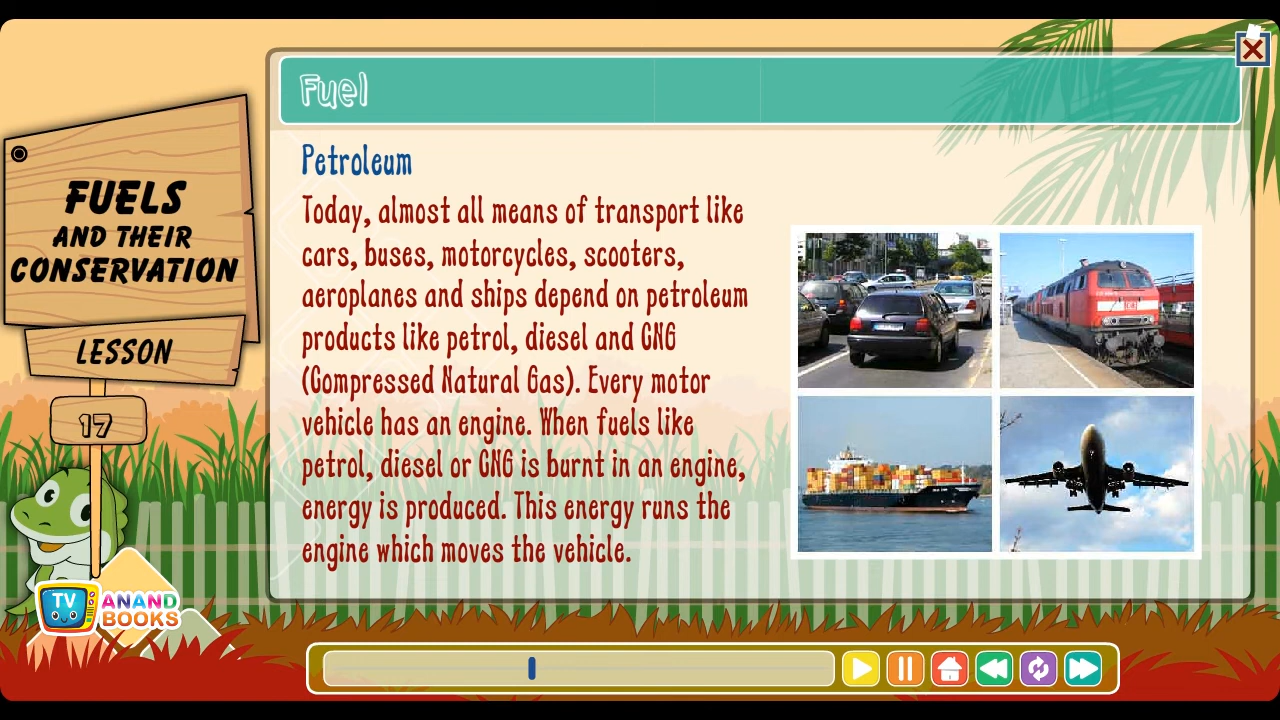 Fuel
FUELS
AND THEIR
CONSERVATION
LESSON
17
Petroleum
Today, almost all means of transport like
cars, buses, motorcycles, scooters,
aeroplanes and ships depend on petroleum
products like petrol, diesel and CNG
(Compressed Natural Gas). Every motor
vehicle has an engine. When fuels like
petrol, diesel or CNG is burnt in an engine,
energy is produced. This energy runs the
engine which moves the vehicle.
TV
ANAND
BOOKS